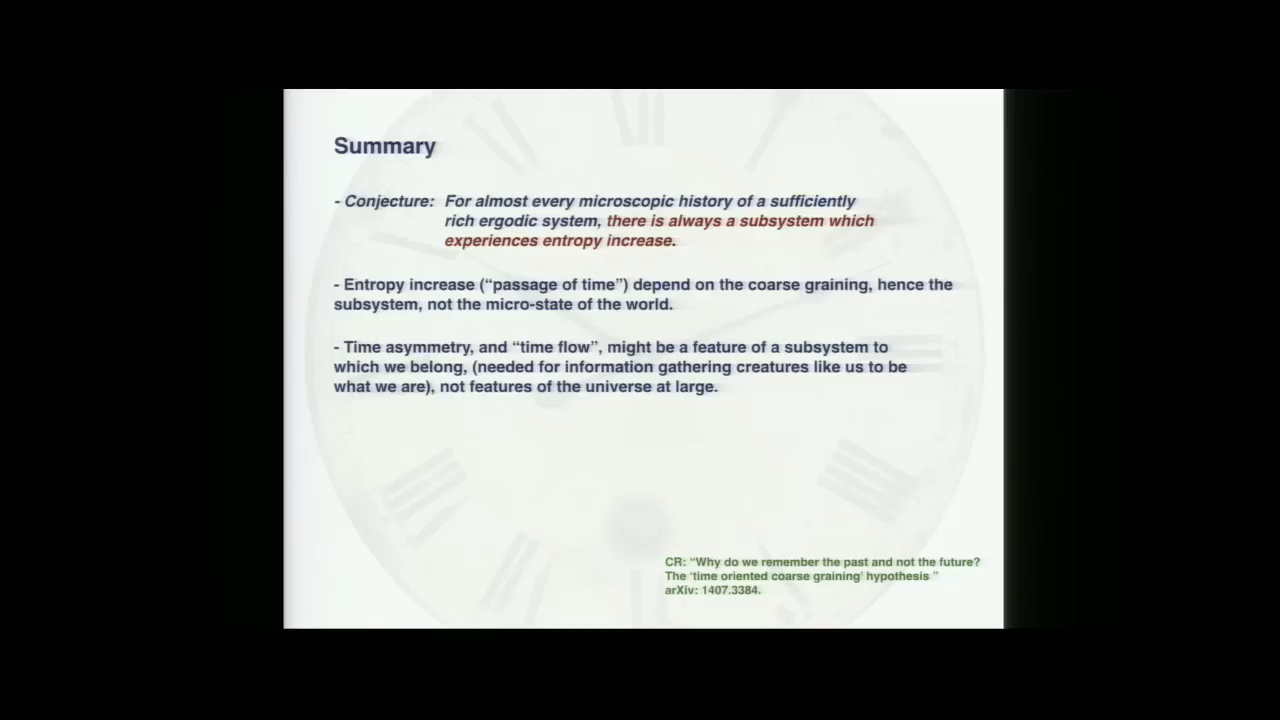 Summary
- Conjecture: For almost every microscopic history of a sufficiently
rich ergodic system, there is always a subsystem which
experiences entropy increase.
- Entropy increase (“passage of time”) depend on the coarse graining, hence the
subsystem, not the micro-state of the world.
- Time asymmetry, and “time flow”, might be a feature of a subsystem to
which we belong, (needed for information gathering creatures like us to be
what we are), not features of the universe at large.
CR: “Why do we remember the past and not the future?
The ‘time oriented coarse graining’ hypothesis ”
arXiv: 1407.3384.